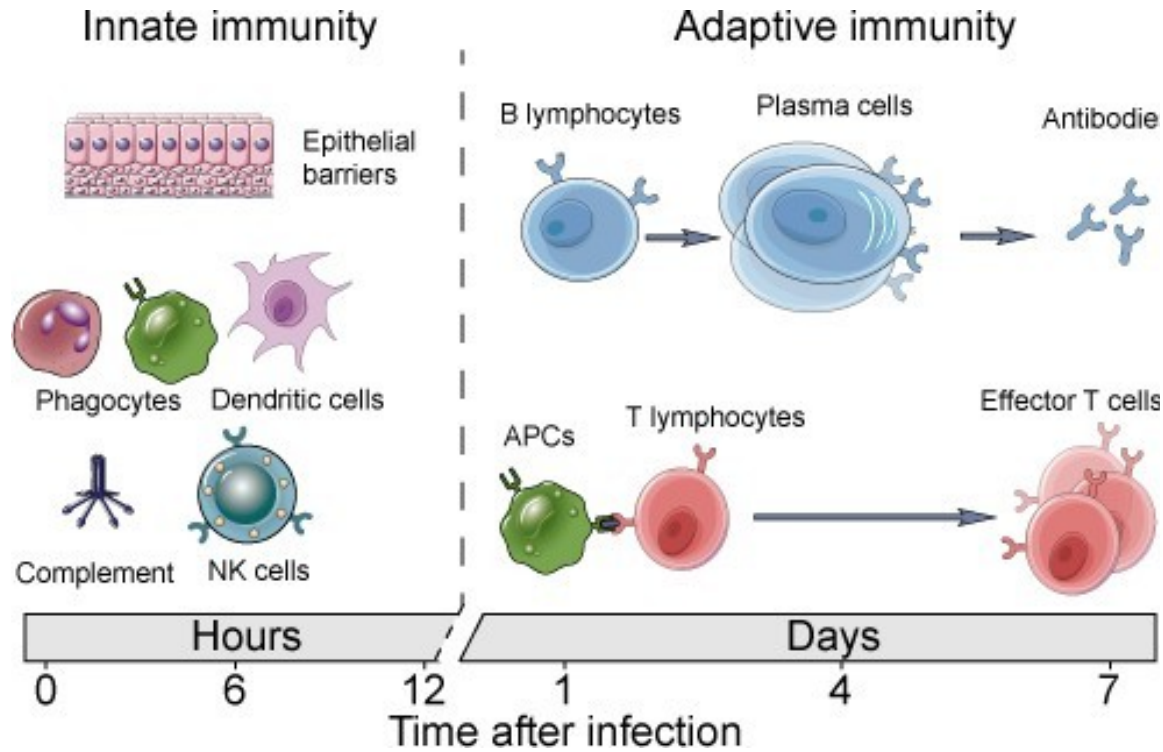 Innate immunity
Adaptive immunity
Epithelial
barriers
B lymphocytes
Plasma cells
Antibodie
Phagocytes
Dendritic cells
Complement
NK cells
APCs
T lymphocytes
Effector T cells
Hours
Days
0
6
12
1
4
7
Time after infection